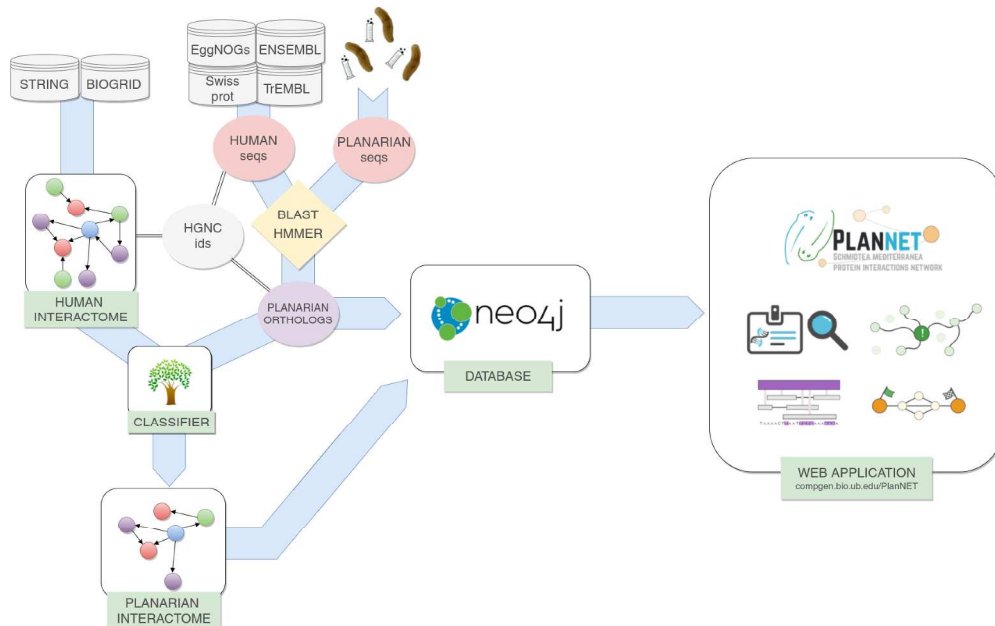 EggNOGs
ENSEMBL
Swiss
prot
TrEMBL
STRING
BIOGRID
HUMAN
seqs
PLANARIAN
seqs
BLAST
HMMER
HGNC
ids
HUMAN
INTERACTOME
PLANARIAN
ORTHOLOGS
CLASSIFIER
PLANARIAN
INTERACTOME
neo4j
DATABASE
PLANNET
SCHMIDTEA MEDITERRANEA
PROTEIN INTERACTIONS NETWORK
!
WEB APPLICATION
compgen.bio.ub.edu/PlanNET